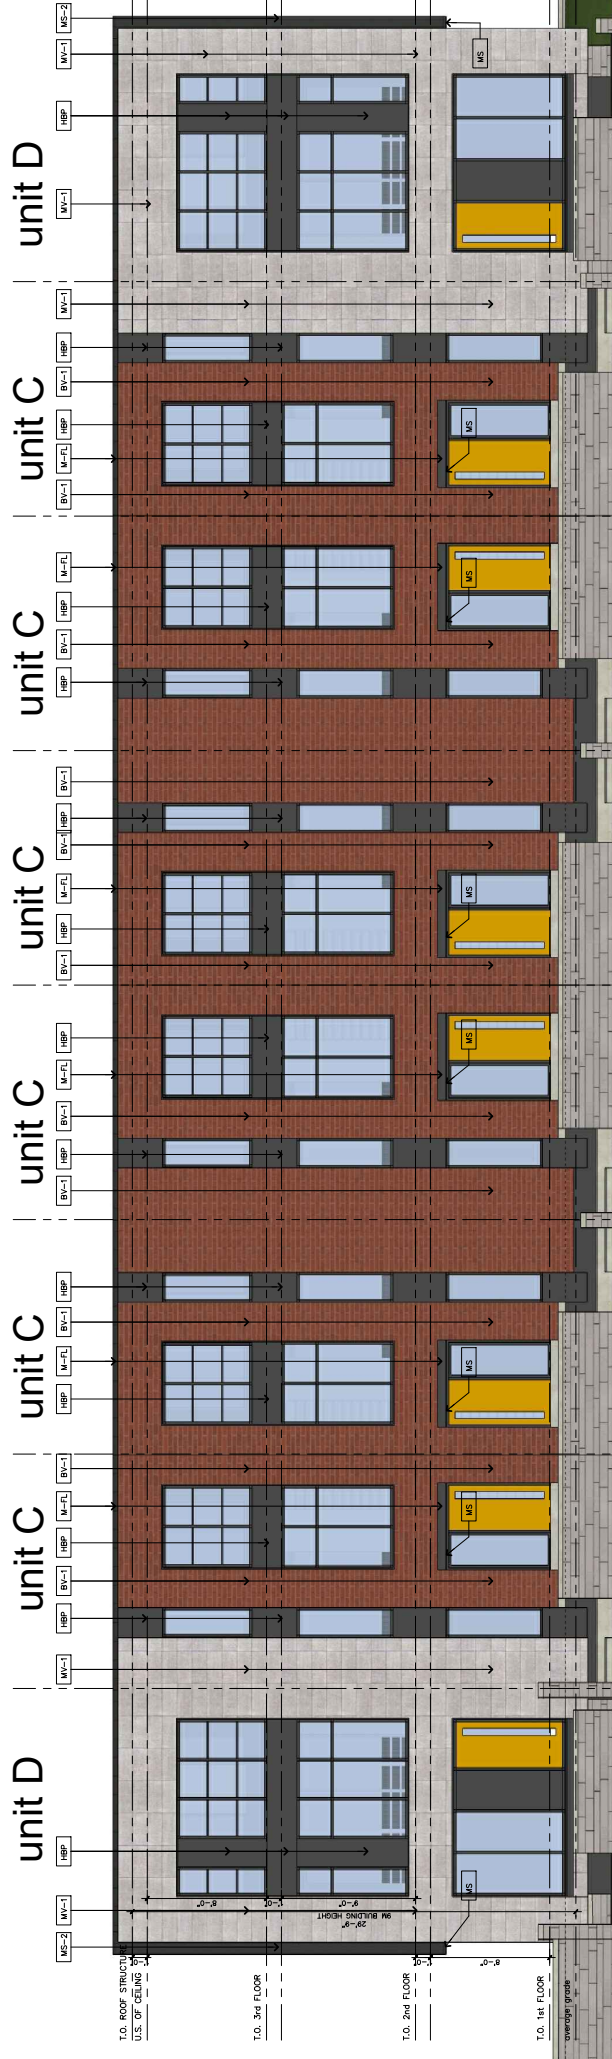 unit D
unit C
unit C
unit C
unit C
unit C
unit C
unit D
MS-2
MV-1
HBP
MV-1
HBP
BV-1
HBP
M-FL
BV-1
BV-1
M-FL
HBP
BV-1
HBP
BV-1
HBP
BV-1
M-FL
HBP
BV-1
HBP
M-FL
BV-1
HBP
BV-1
HBP
BV-1
M-FL
HBP
BV-1
M-FL
HBP
BV-1
HBP
MV-1
MV-1
HBP
MV-1
MS-2
MS
MS
MS
MS
MS
MS
MS
MS
T.O. ROOF STRUCTURE
U.S. OF CEILING
T.O. 3rd FLOOR
T.O. 2nd FLOOR
T.O. 1st FLOOR
average grade
8'-0"
9'-0"
29'-9"
9M BUILDING HEIGHT
8'-0"